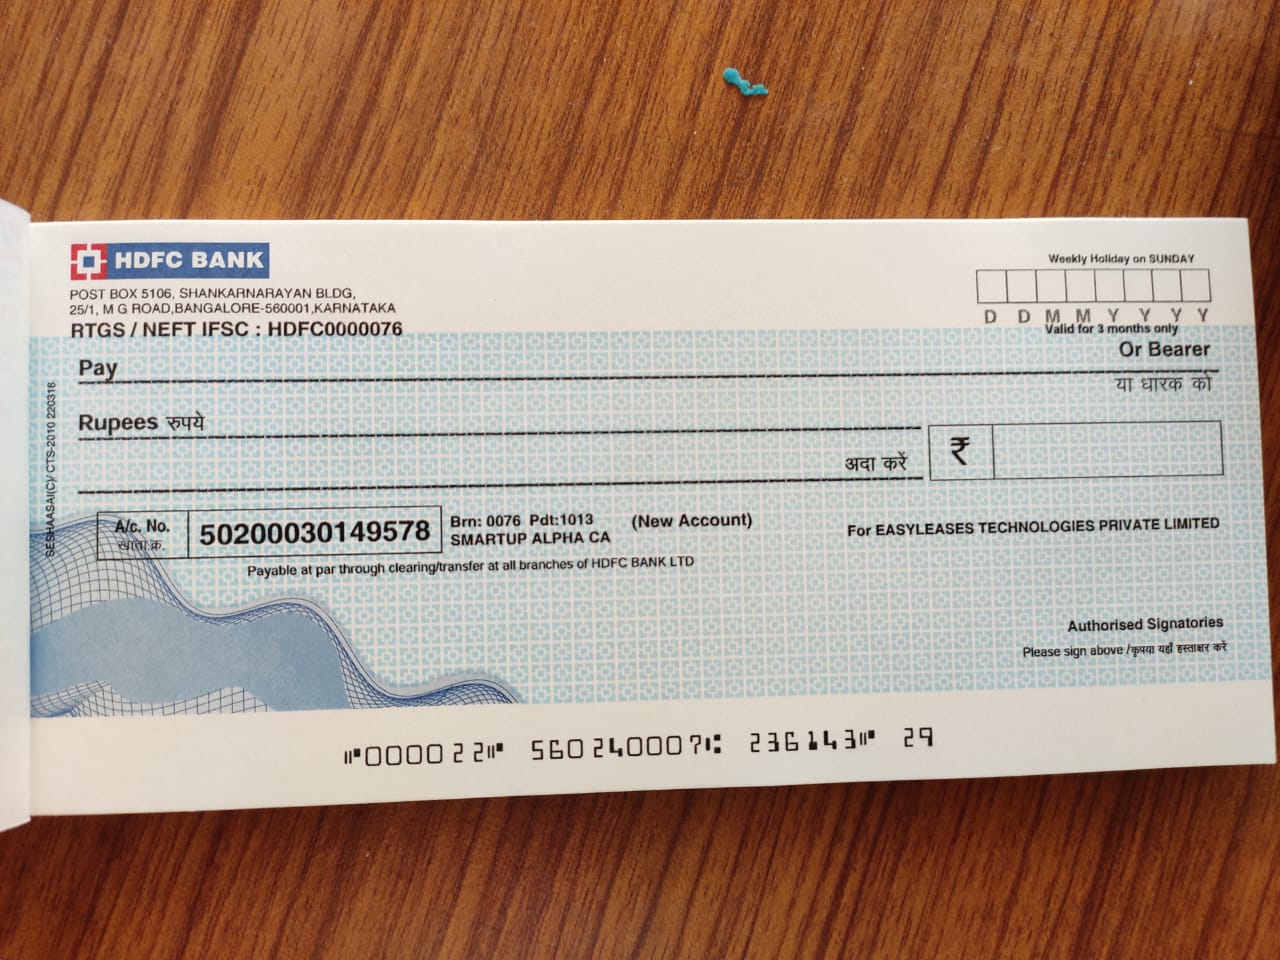 HDFC BANK
POST BOX 5106, SHANKARNARAYAN BLDG,
25/1, M G ROAD,BANGALORE-560001,KARNATAKA
RTGS / NEFT IFSC : HDFC0000076
Weekly Holiday on SUNDAY
D D M M Y Y Y Y
Valid for 3 months only
Pay
Or Bearer
या धारक को
Rupees रुपये
अदा करें
₹
SESHAASAI(C)/ CTS-2010 220318
A/c. No.
खाता.क्र.
50200030149578
Brn: 0076 Pdt:1013 (New Account)
SMARTUP ALPHA CA
For EASYLEASES TECHNOLOGIES PRIVATE LIMITED
Payable at par through clearing/transfer at all branches of HDFC BANK LTD
Authorised Signatories
Please sign above /कृपया यहाँ हस्ताक्षर करें
⑈000022⑈ 560240007⑆ 236143⑈ 29